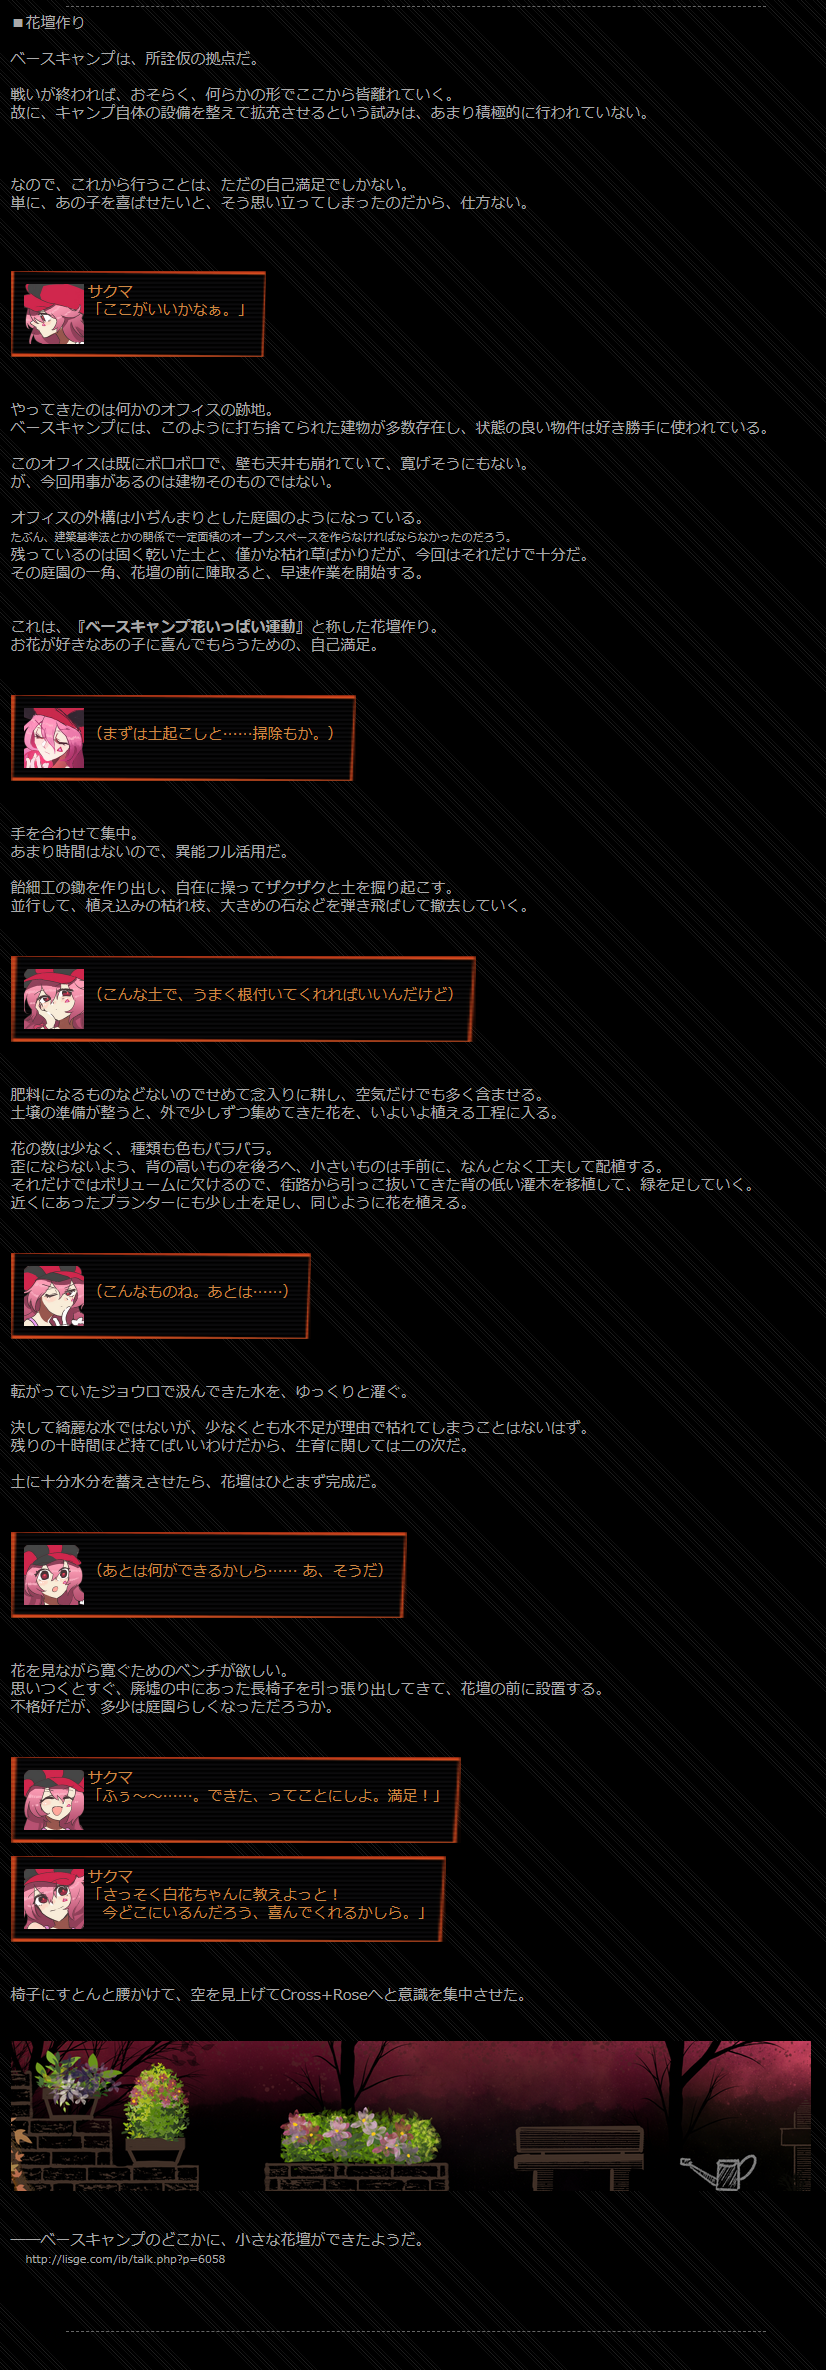 ■花壇作り
ベースキャンプは、所詮仮の拠点だ。
戦いが終われば、おそらく、何らかの形でここから皆離れていく。
故に、キャンプ自体の設備を整えて拡充させるという試みは、あまり積極的に行われていない。
なので、これから行うことは、ただの自己満足でしかない。
単に、あの子を喜ばせたいと、そう思い立ってしまったのだから、仕方ない。
サクマ
「ここがいいかなぁ。」
やってきたのは何かのオフィスの跡地。
ベースキャンプには、このように打ち捨てられた建物が多数存在し、状態の良い物件は好き勝手に使われている。
このオフィスは既にボロボロで、壁も天井も崩れていて、寛げそうにもない。
が、今回用事があるのは建物そのものではない。
オフィスの外構は小ぢんまりとした庭園のようになっている。
たぶん、建築基準法とかの関係で一定面積のオープンスペースを作らなければならなかったのだろう。
残っているのは固く乾いた土と、僅かな枯れ草ばかりだが、今回はそれだけで十分だ。
その庭園の一角、花壇の前に陣取ると、早速作業を開始する。
これは、『ベースキャンプ花いっぱい運動』と称した花壇作り。
お花が好きなあの子に喜んでもらうための、自己満足。
（まずは土起こしと……掃除もか。）
手を合わせて集中。
あまり時間はないので、異能フル活用だ。
飴細工の鋤を作り出し、自在に操ってザクザクと土を掘り起こす。
並行して、植え込みの枯れ枝、大きめの石などを弾き飛ばして撤去していく。
（こんな土で、うまく根付いてくれればいいんだけど）
肥料になるものなどないのでせめて念入りに耕し、空気だけでも多く含ませる。
土壌の準備が整うと、外で少しずつ集めてきた花を、いよいよ植える工程に入る。
花の数は少なく、種類も色もバラバラ。
歪にならないよう、背の高いものを後ろへ、小さいものは手前に、なんとなく工夫して配植する。
それだけではボリュームに欠けるので、街路から引っこ抜いてきた背の低い灌木を移植して、緑を足していく。
近くにあったプランターにも少し土を足し、同じように花を植える。
（こんなものね。あとは……）
転がっていたジョウロで汲んできた水を、ゆっくりと灌ぐ。
決して綺麗な水ではないが、少なくとも水不足が理由で枯れてしまうことはないはず。
残りの十時間ほど持てばいいわけだから、生育に関しては二の次だ。
土に十分水分を蓄えさせたら、花壇はひとまず完成だ。
（あとは何ができるかしら…… あ、そうだ）
花を見ながら寛ぐためのベンチが欲しい。
思いつくとすぐ、廃墟の中にあった長椅子を引っ張り出してきて、花壇の前に設置する。
不格好だが、多少は庭園らしくなっただろうか。
サクマ
「ふぅ～～……。できた、ってことにしよ。満足！」
サクマ
「さっそく白花ちゃんに教えよっと！
今どこにいるんだろう、喜んでくれるかしら。」
椅子にすとんと腰かけて、空を見上げてCross+Roseへと意識を集中させた。
――ベースキャンプのどこかに、小さな花壇ができたようだ。
http://lisge.com/ib/talk.php?p=6058